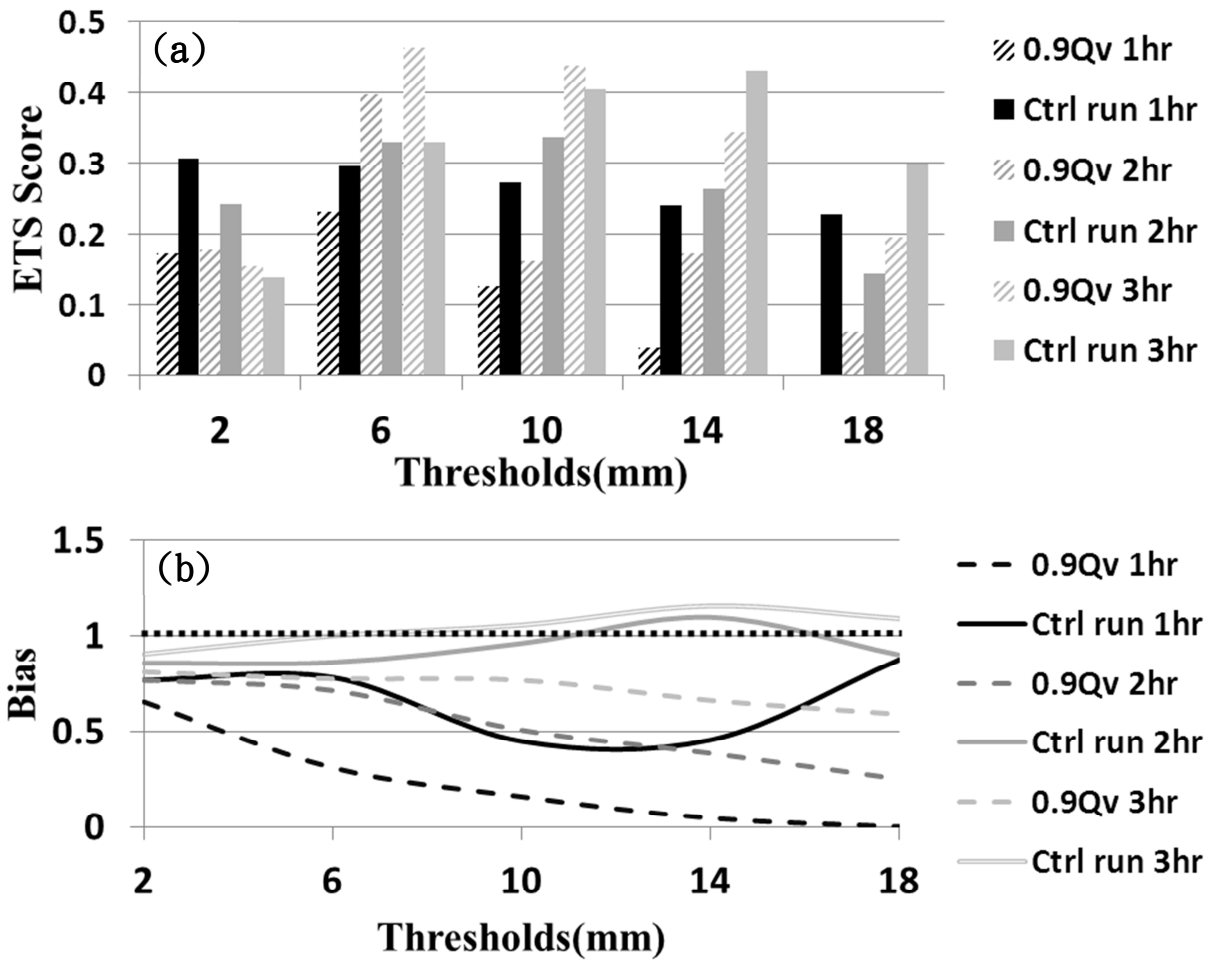 (a)
ETS Score
0.5
0.4
0.3
0.2
0.1
0
2 6 10 14 18
Thresholds(mm)
0.9Qv 1hr
Ctrl run 1hr
0.9Qv 2hr
Ctrl run 2hr
0.9Qv 3hr
Ctrl run 3hr
(b)
Bias
1.5
1
0.5
0
2 6 10 14 18
Thresholds(mm)
0.9Qv 1hr
Ctrl run 1hr
0.9Qv 2hr
Ctrl run 2hr
0.9Qv 3hr
Ctrl run 3hr